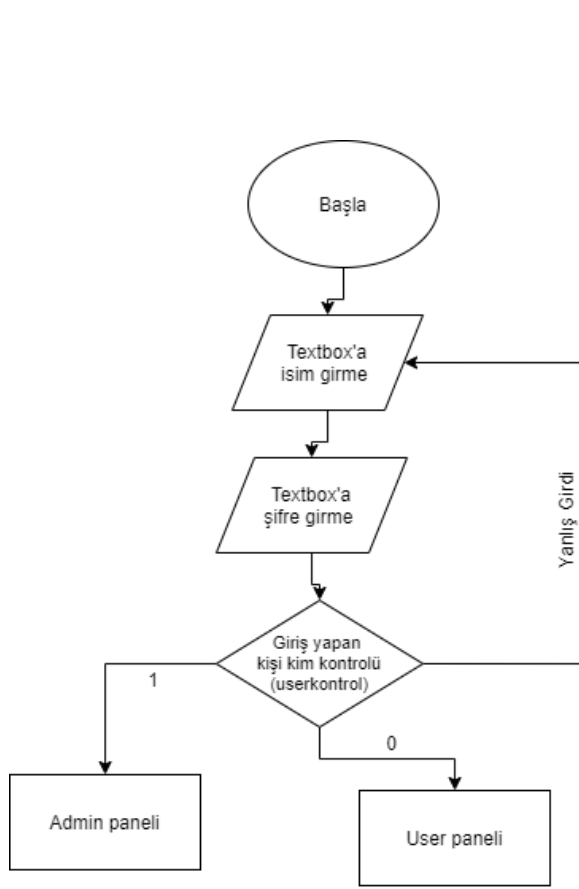 Başla
Textbox'a
isim girme
Textbox'a
şifre girme
Yanlış Girdi
Giriş yapan
kişi kim kontrolü
(userkontrol)
1
0
Admin paneli
User paneli